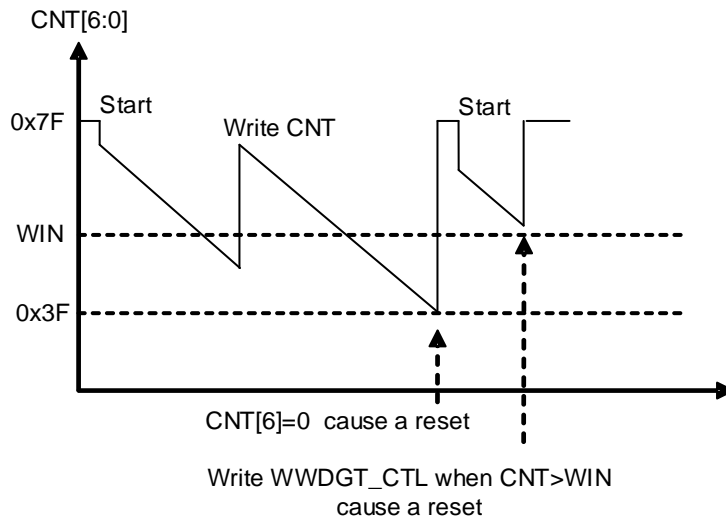 CNT[6:0]
Start
Start
0x7F
Write CNT
WIN
0x3F
CNT[6]=0 cause a reset
Write WWDGT_CTL when CNT>WIN
cause a reset